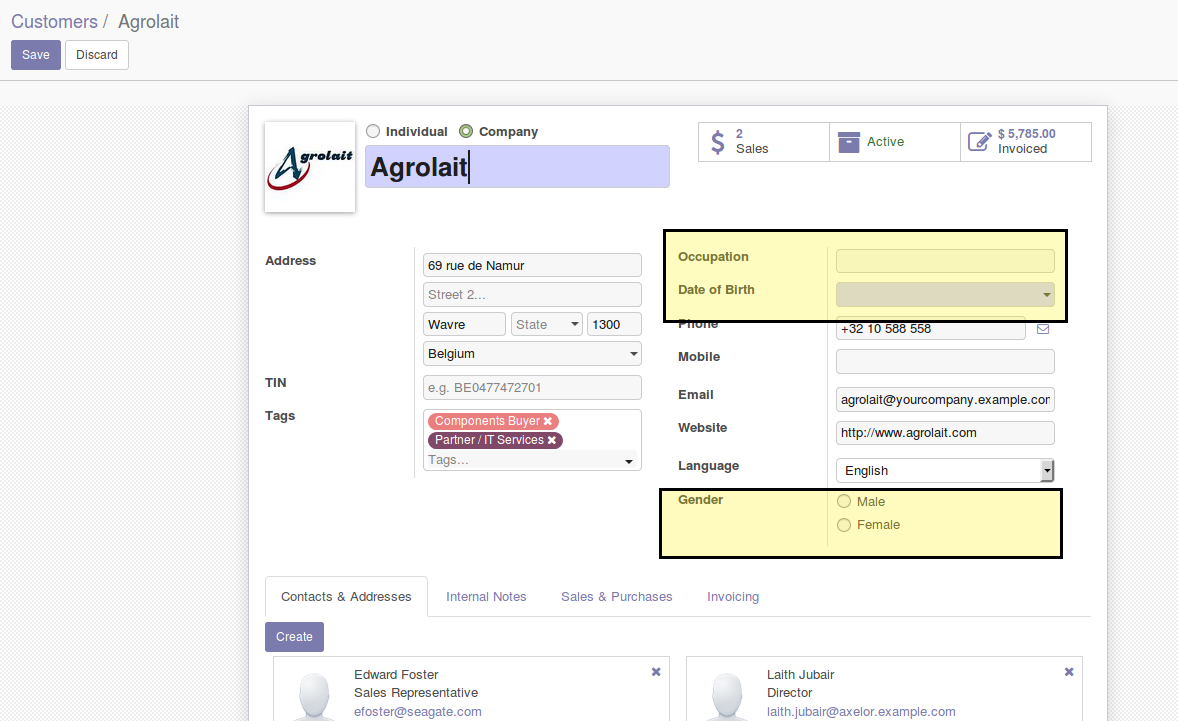 Customers / Agrolait
Save Discard
Agrolait
Individual Company
Agrolait
2
Sales
Active
$ 5,785.00
Invoiced
Address
69 rue de Namur
Street 2...
Wavre State 1300
Belgium
TIN e.g. BE0477472701
Tags
Components Buyer ×
Partner / IT Services ×
Tags...
Occupation
Date of Birth
Phone +32 10 588 558
Mobile
Email agrolait@yourcompany.example.com
Website http://www.agrolait.com
Language English
Gender Male
Female
Contacts & Addresses Internal Notes Sales & Purchases Invoicing
Create
Edward Foster
Sales Representative
efoster@seagate.com
Laith Jubair
Director
laith.jubair@axelor.example.com